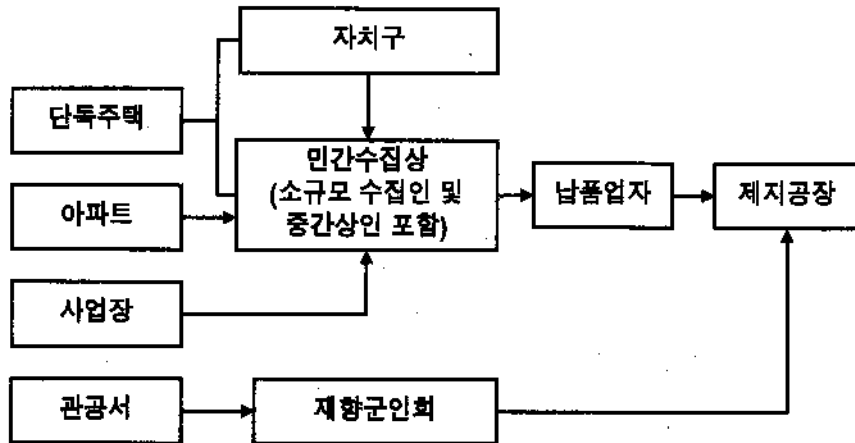 자치구
단독주택
민간수집상
(소규모 수집인 및
중간상인 포함)
납품업자
제지공장
아파트
사업장
관공서
재향군인회